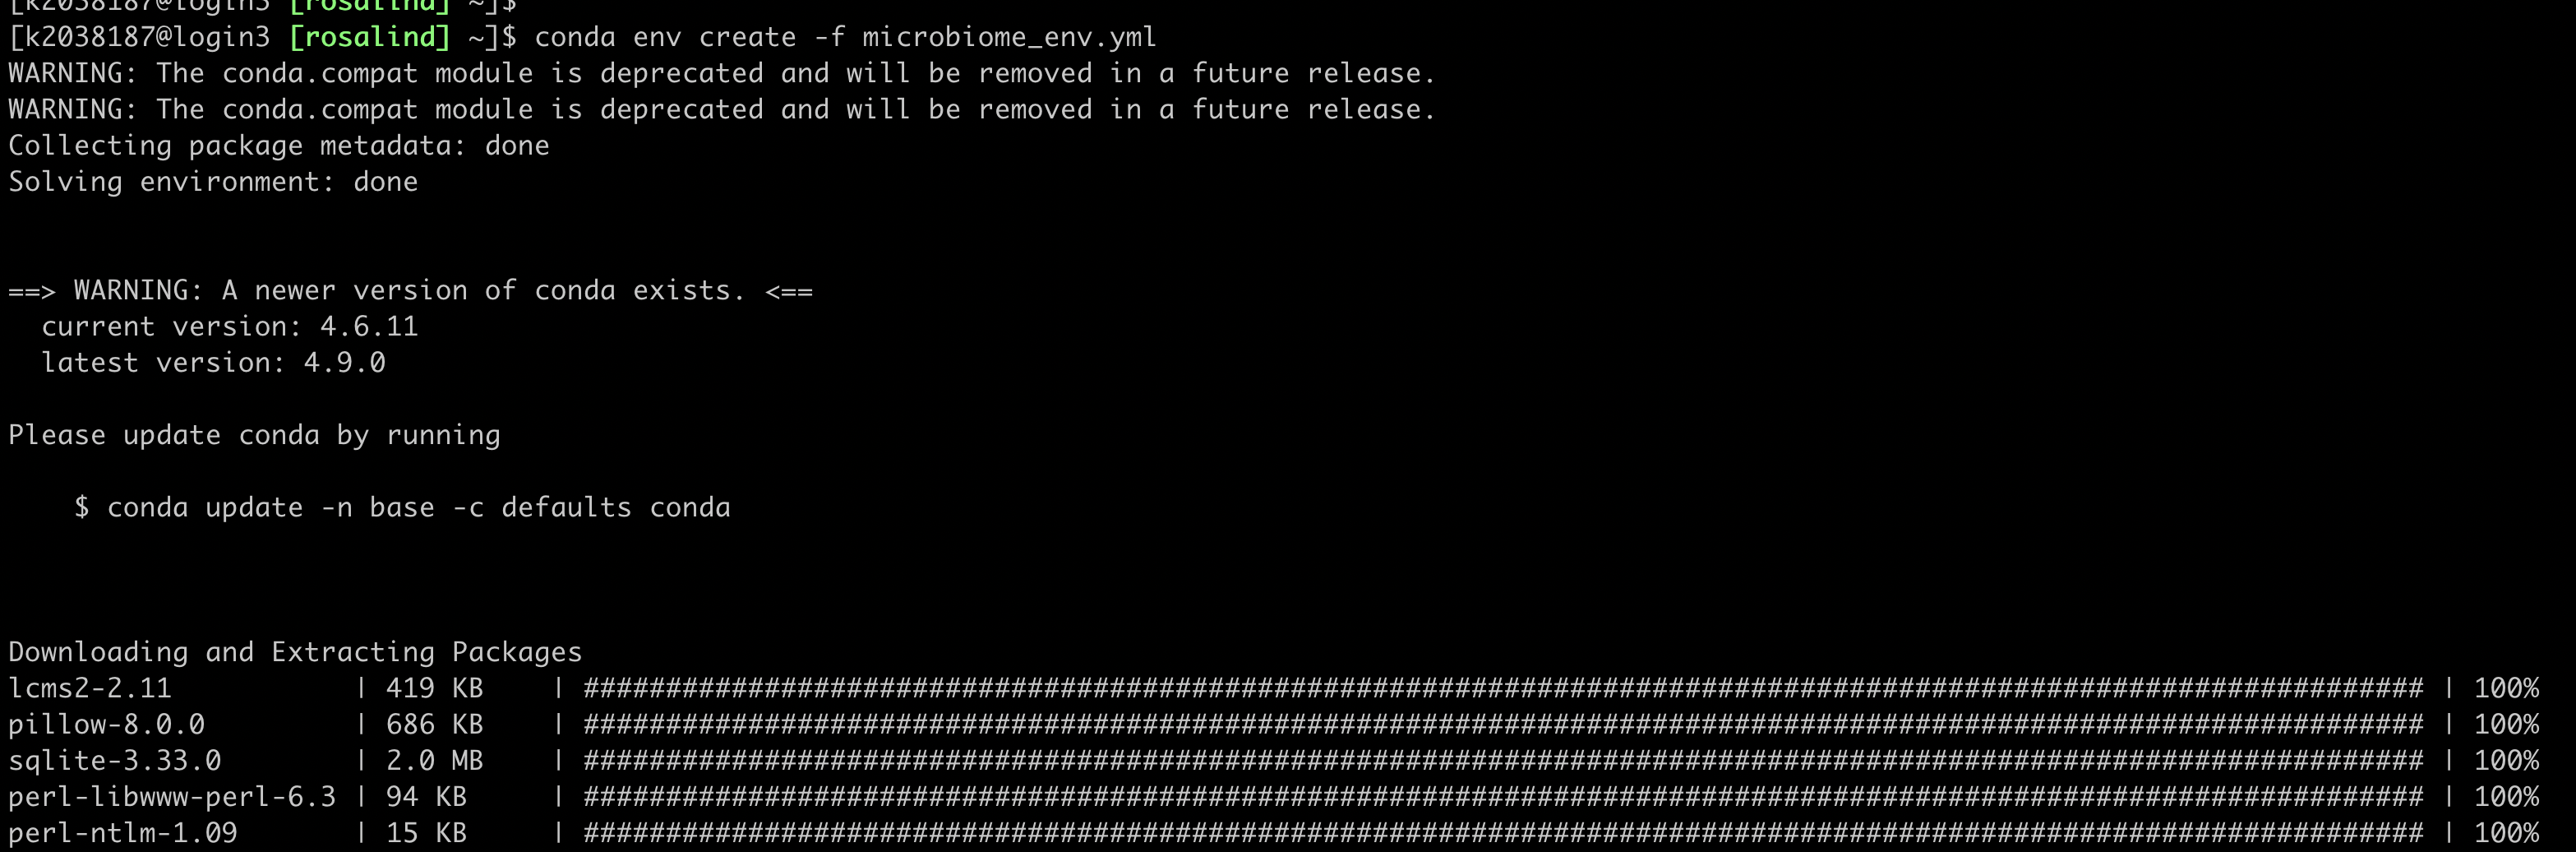 [k2038187@login3 [rosalind] ~]$
[k2038187@login3 [rosalind] ~]$ conda env create -f microbiome_env.yml
WARNING: The conda.compat module is deprecated and will be removed in a future release.
WARNING: The conda.compat module is deprecated and will be removed in a future release.
Collecting package metadata: done
Solving environment: done
==> WARNING: A newer version of conda exists. <==
  current version: 4.6.11
  latest version: 4.9.0
Please update conda by running
    $ conda update -n base -c defaults conda
Downloading and Extracting Packages
lcms2-2.11           | 419 KB    | ################################################################################################################ | 100%
pillow-8.0.0         | 686 KB    | ################################################################################################################ | 100%
sqlite-3.33.0        | 2.0 MB    | ################################################################################################################ | 100%
perl-libwww-perl-6.3 | 94 KB     | ################################################################################################################ | 100%
perl-ntlm-1.09       | 15 KB     | ################################################################################################################ | 100%